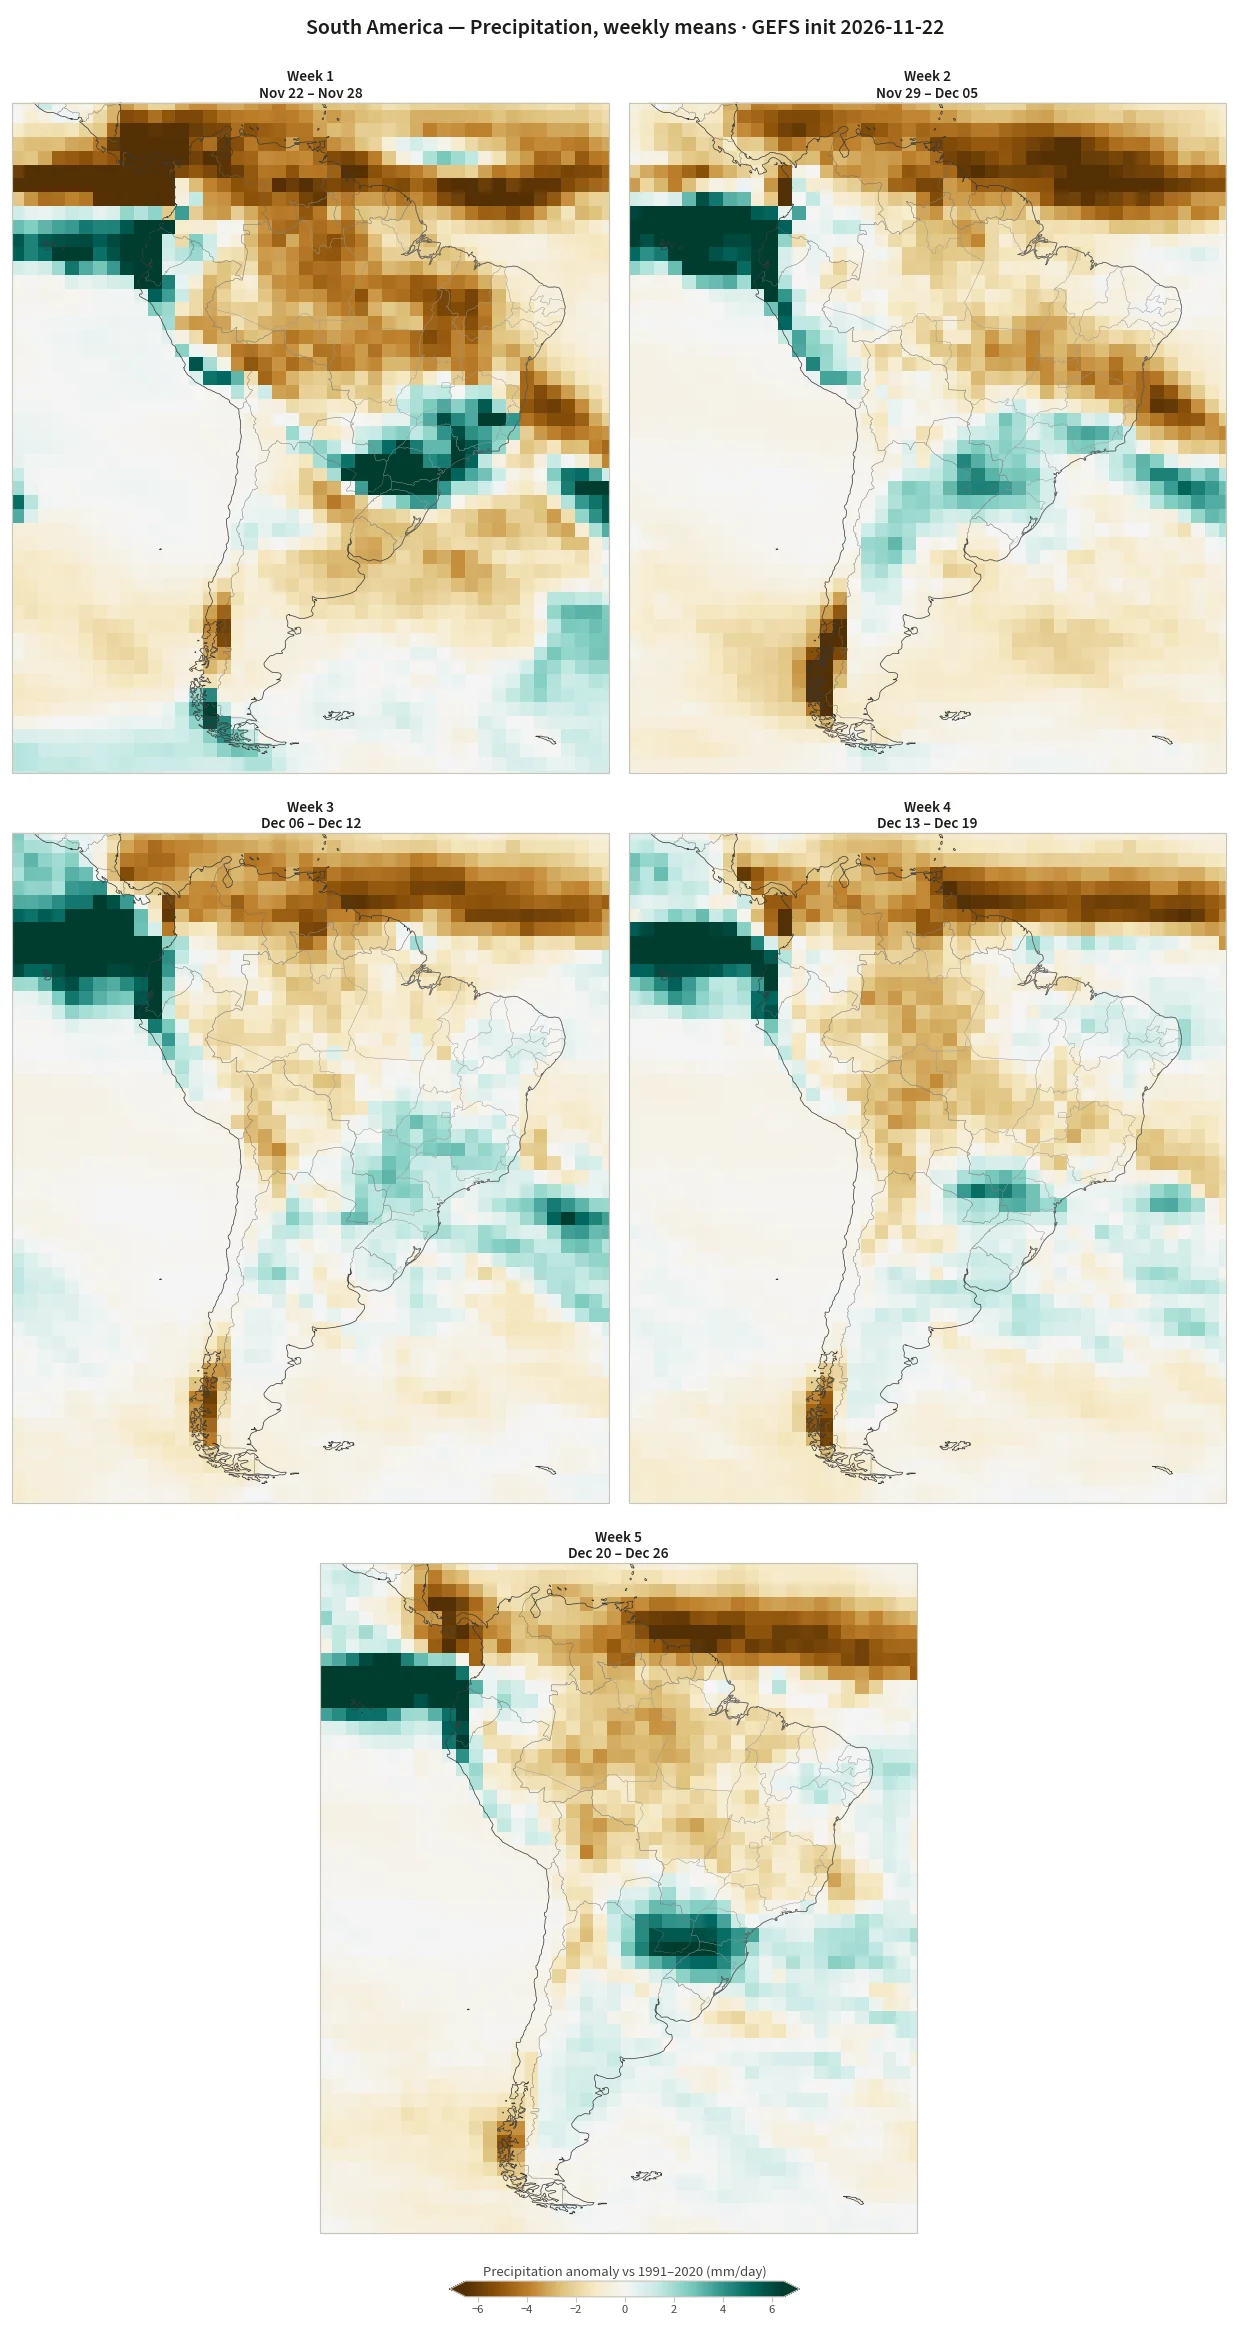 South America — Precipitation, weekly means · GEFS init 2026-11-22
Week 1
Nov 22 – Nov 28
Week 2
Nov 29 – Dec 05
Week 3
Dec 06 – Dec 12
Week 4
Dec 13 – Dec 19
Week 5
Dec 20 – Dec 26
Precipitation anomaly vs 1991–2020 (mm/day)
−6 −4 −2 0 2 4 6